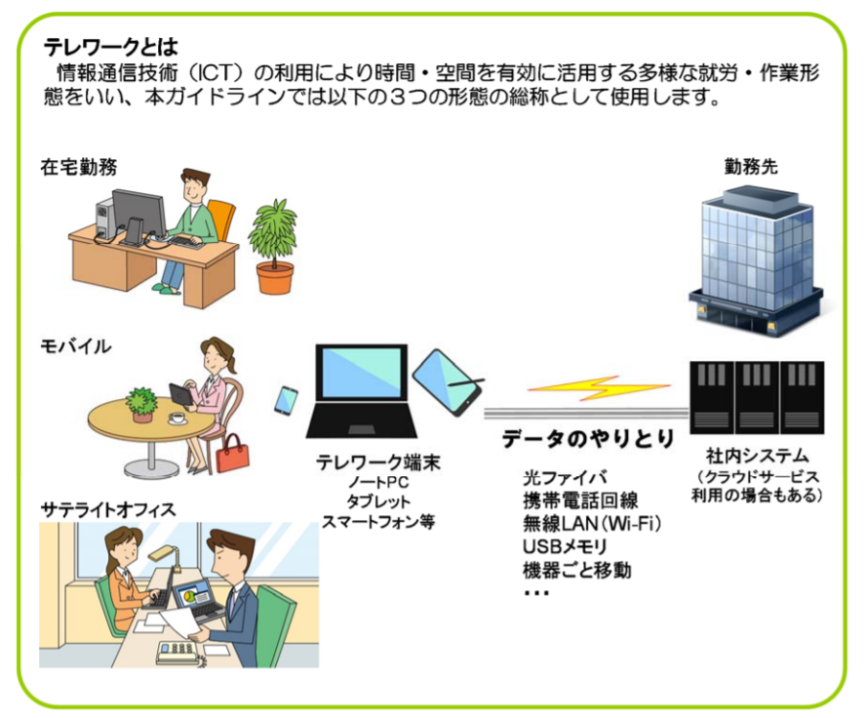 テレワークとは
情報通信技術（ICT）の利用により時間・空間を有効に活用する多様な就労・作業形
態をいい、本ガイドラインでは以下の３つの形態の総称として使用します。
在宅勤務
勤務先
モバイル
テレワーク端末
ノートPC
タブレット
スマートフォン等
データのやりとり
光ファイバ
携帯電話回線
無線LAN（Wi-Fi）
USBメモリ
機器ごと移動
・・・
社内システム
（クラウドサービス
利用の場合もある）
サテライトオフィス